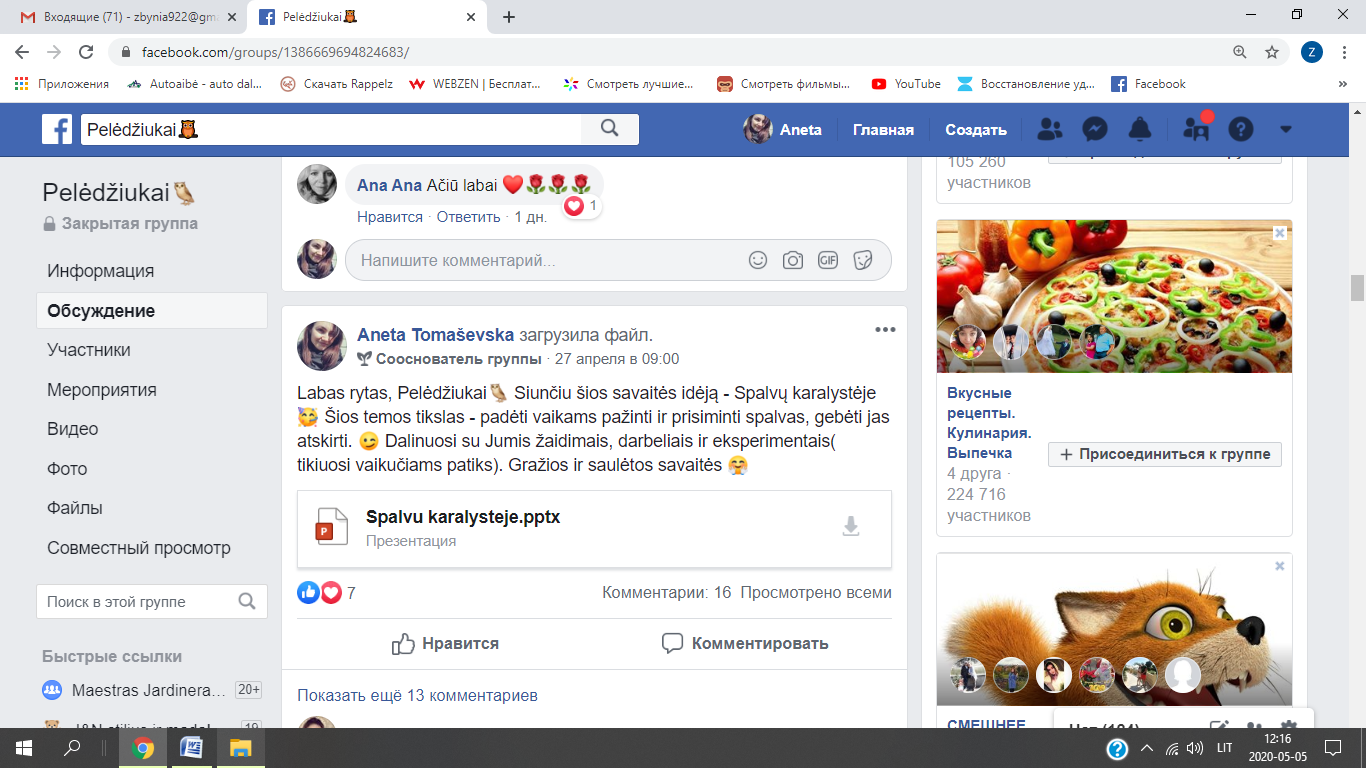 Входящие (71) - zbynia922@gma
Pelėdžiukai🦉
facebook.com/groups/1386669694824683/
Z
Приложения
Autoaibė - auto dal...
Скачать Rappelz
WEBZEN | Бесплат...
Смотреть лучшие...
Смотреть фильмы...
YouTube
Восстановление уд...
Facebook
»
Pelėdžiukai🦉
Aneta
Главная
Создать
Pelėdžiukai🦉
Закрытая группа
Информация
Обсуждение
Участники
Мероприятия
Видео
Фото
Файлы
Совместный просмотр
Поиск в этой группе
Быстрые ссылки
Maestras Jardinera... 20+
19
Ana Ana Ačiū labai ❤️🌹🌹🌹
1
Нравится · Ответить · 1 дн.
Напишите комментарий...
GIF
Aneta Tomaševska загрузила файл.
Сооснователь группы · 27 апреля в 09:00
Labas rytas, Pelėdžiukai🦉 Siunčiu šios savaitės idėją - Spalvų karalystėje
🥳 Šios temos tikslas - padėti vaikams pažinti ir prisiminti spalvas, gebėti jas
atskirti. 😉 Dalinuosi su Jumis žaidimais, darbeliais ir eksperimentais(
tikiuosi vaikučiams patiks). Gražios ir saulėtos savaitės 🤗
P
Spalvu karalysteje.pptx
Презентация
7
Комментарии: 16 Просмотрено всеми
Нравится
Комментировать
Показать ещё 13 комментариев
105 260
участников
Вкусные
рецепты.
Кулинария.
Выпечка
4 друга ·
224 716
участников
+ Присоединиться к группе
СМЕШНЕЕ
LIT
12:16
2020-05-05